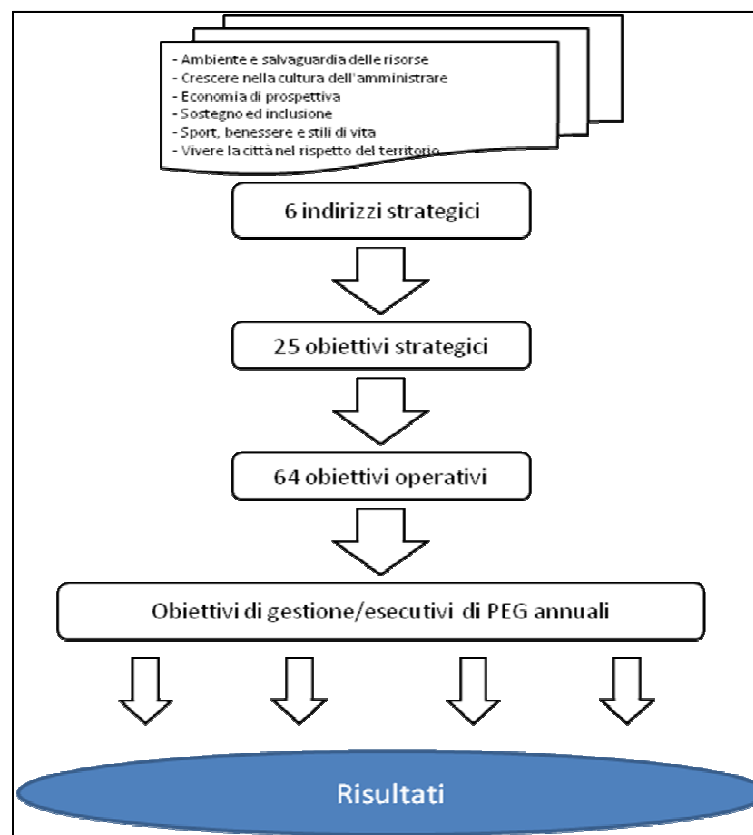 - Ambiente e salvaguardia delle risorse
- Crescere nella cultura dell'amministrare
- Economia di prospettiva
- Sostegno ed inclusione
- Sport, benessere e stili di vita
- Vivere la città nel rispetto del territorio
6 indirizzi strategici
25 obiettivi strategici
64 obiettivi operativi
Obiettivi di gestione/esecutivi di PEG annuali
Risultati